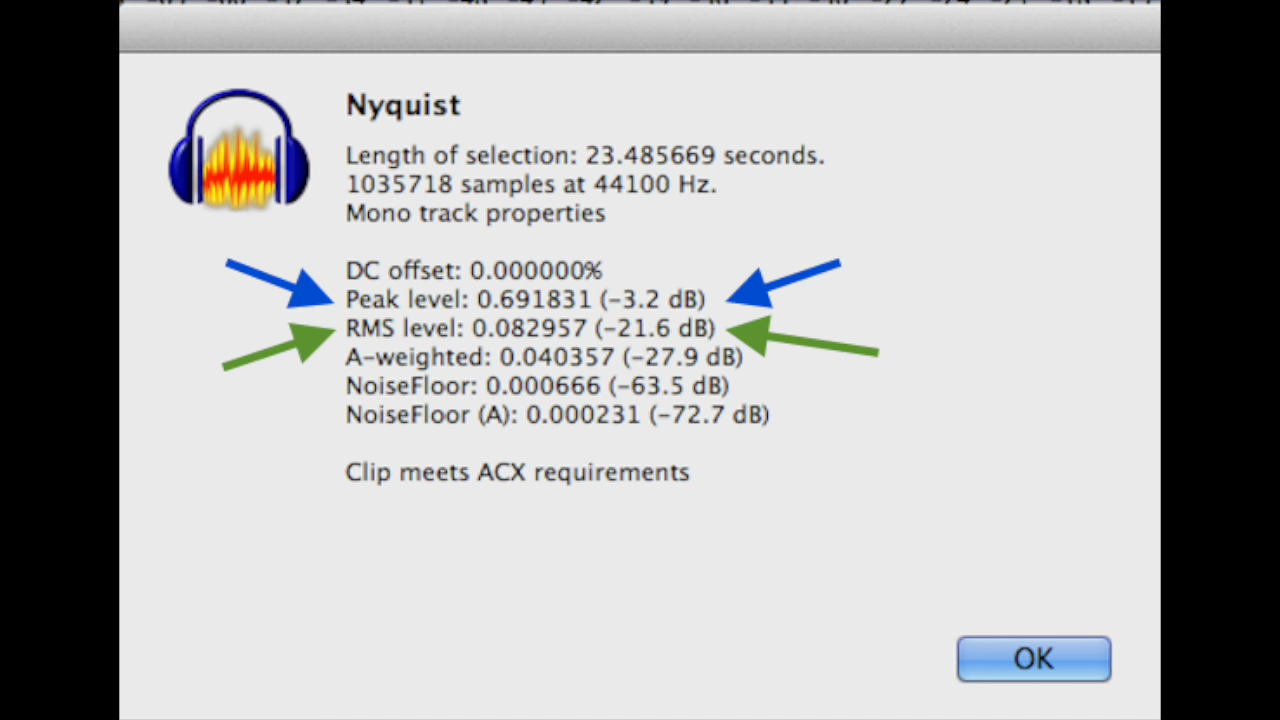 Nyquist
Length of selection: 23.485669 seconds.
1035718 samples at 44100 Hz.
Mono track properties
DC offset: 0.000000%
Peak level: 0.691831 (-3.2 dB)
RMS level: 0.082957 (-21.6 dB)
A-weighted: 0.040357 (-27.9 dB)
NoiseFloor: 0.000666 (-63.5 dB)
NoiseFloor (A): 0.000231 (-72.7 dB)
Clip meets ACX requirements
OK